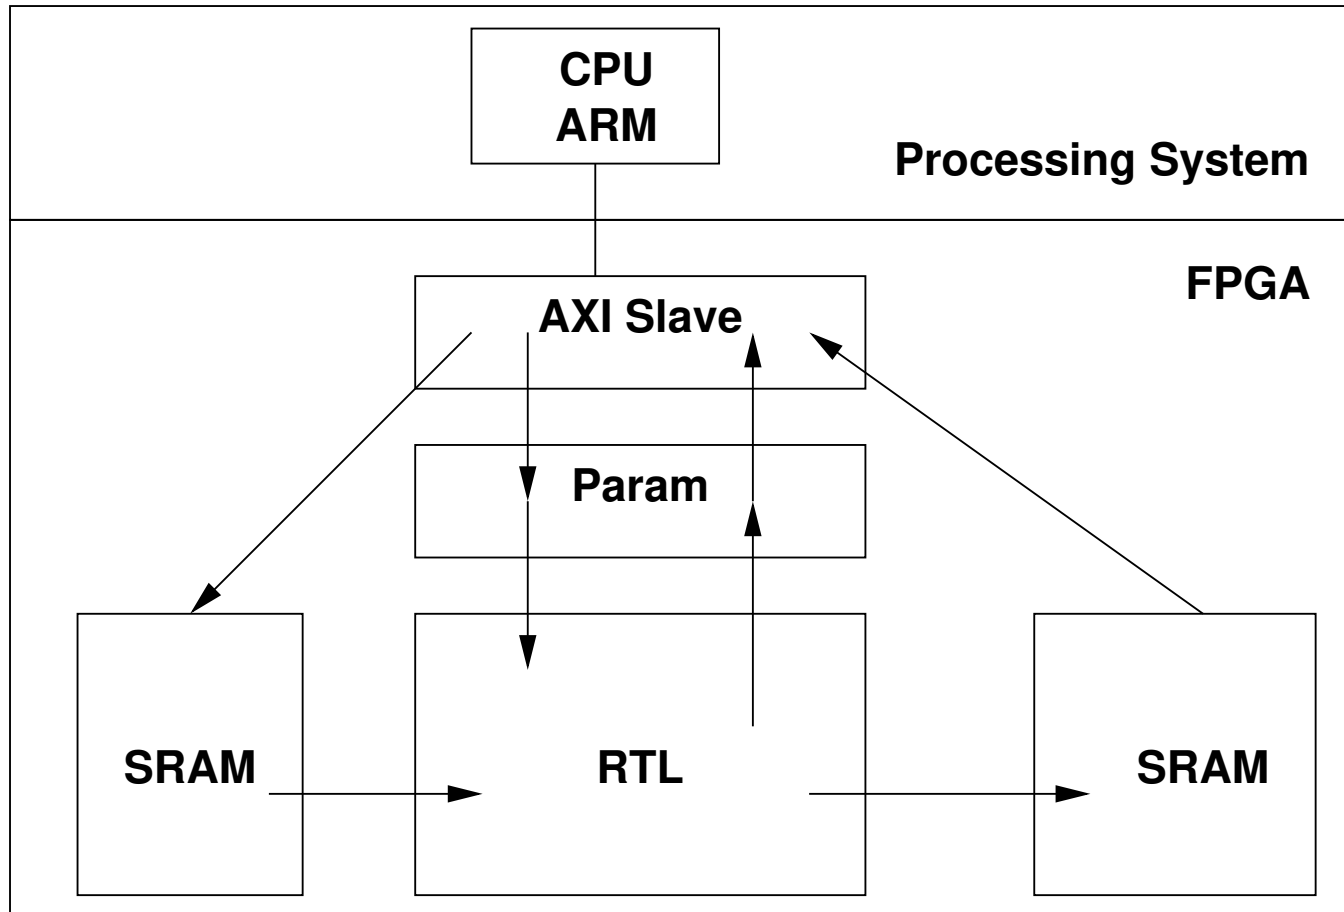 CPU
ARM
Processing System
FPGA
AXI Slave
Param
SRAM
RTL
SRAM